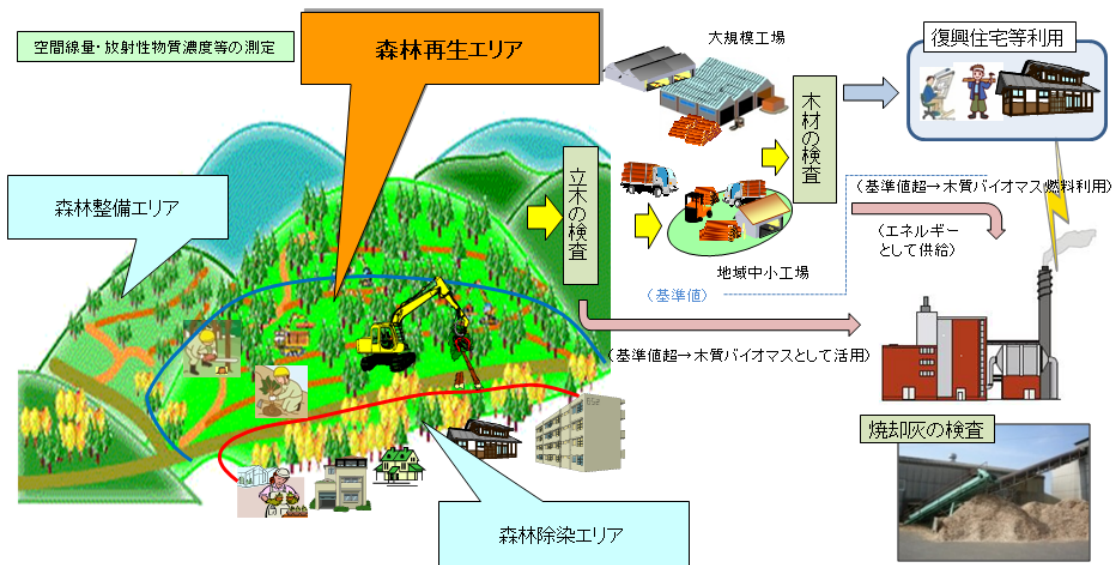 空間線量・放射性物質濃度等の測定
森林再生エリア
大規模工場
復興住宅等利用
木材の検査
立木の検査
森林整備エリア
(基準値超→木質バイオマス燃料利用)
(エネルギー
として供給)
地域中小工場
(基準値)
(基準値超→木質バイオマスとして活用)
焼却灰の検査
森林除染エリア